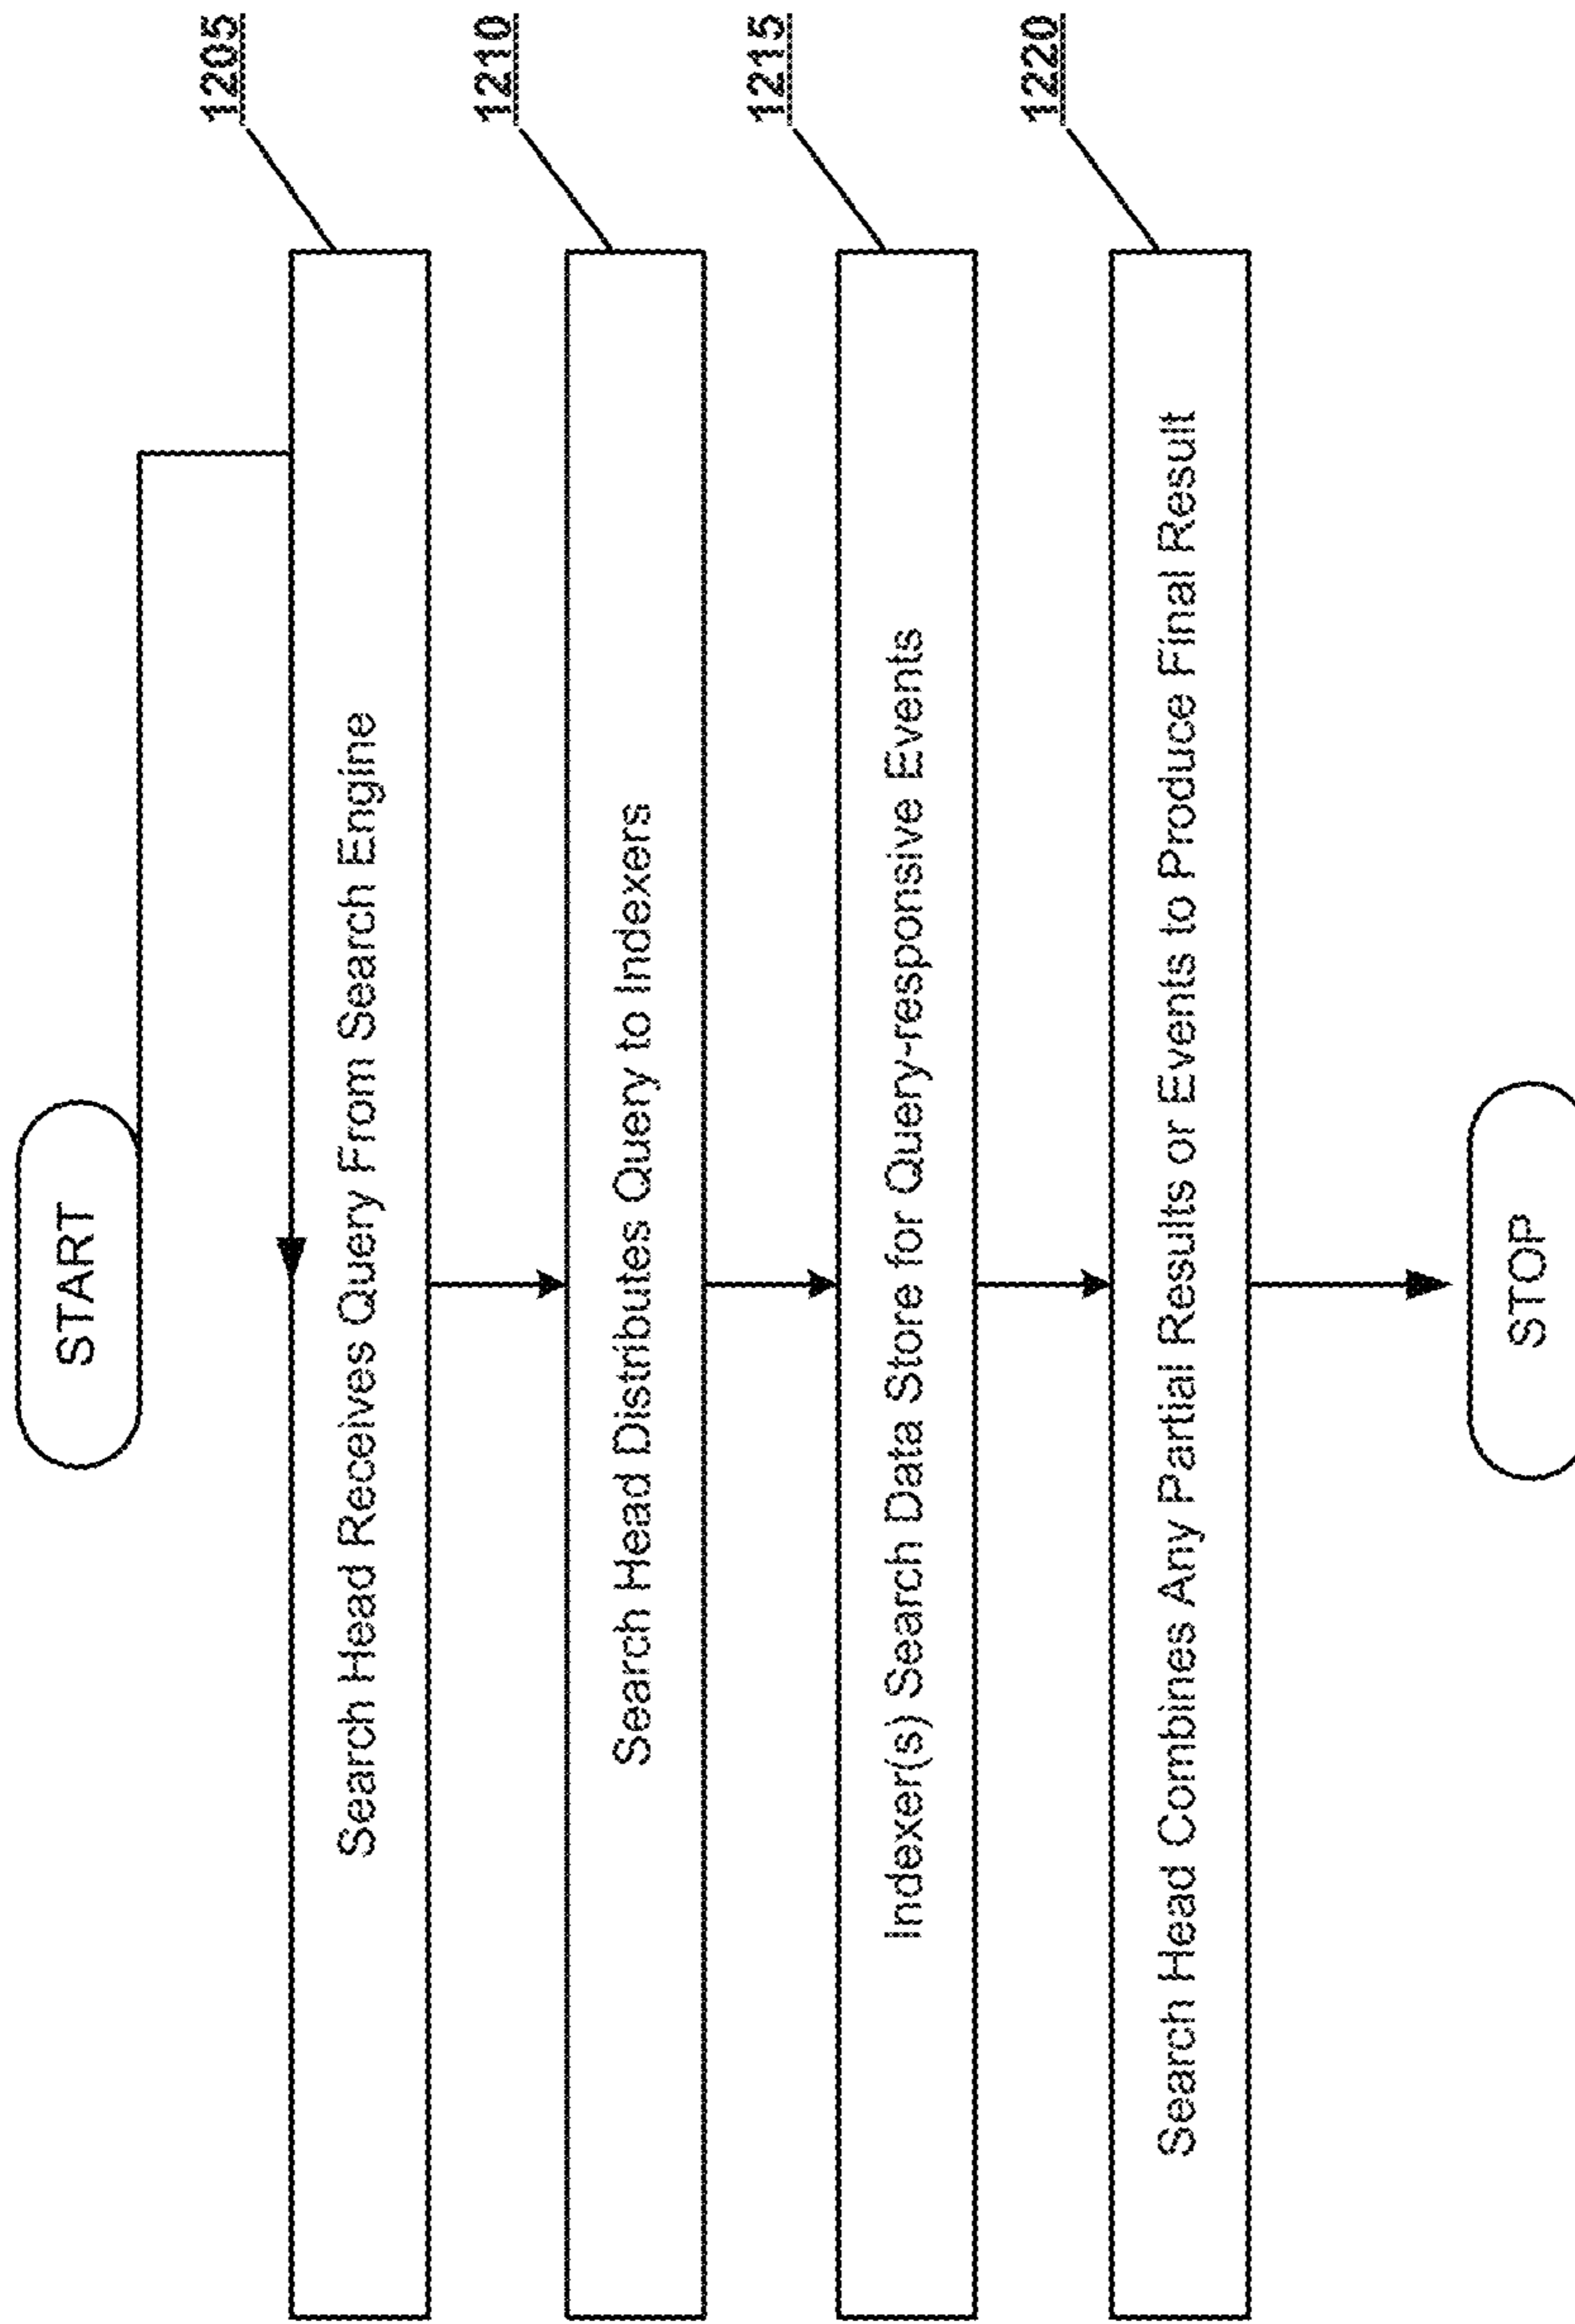 START
1205
Search Head Receives Query From Search Engine
1210
Search Head Distributes Query to Indexers
1215
Indexer(s) Search Data Store for Query-responsive Events
1220
Search Head Combines Any Partial Results or Events to Produce Final Result
STOP